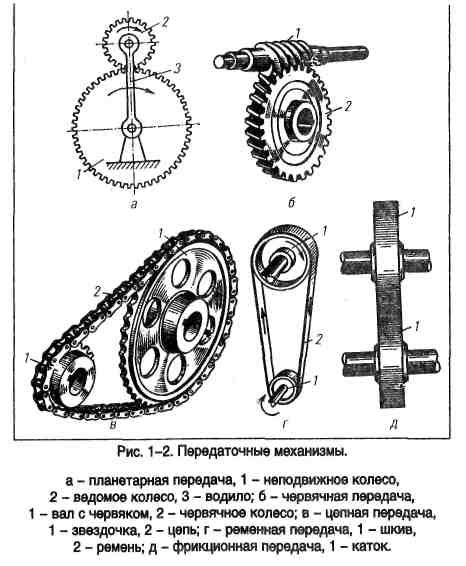 2
1
3
2
1
а
б
1
1
1
2
2
1
1
1
в
г
д
Рис. 1–2. Передаточные механизмы.
а – планетарная передача, 1 – неподвижное колесо,
2 – ведомое колесо, 3 – водило; б – червячная передача,
1 – вал с червяком, 2 – червячное колесо; в – цепная передача,
1 – звездочка, 2 – цепь; г – ременная передача, 1 – шкив,
2 – ремень; д – фрикционная передача, 1 – каток.